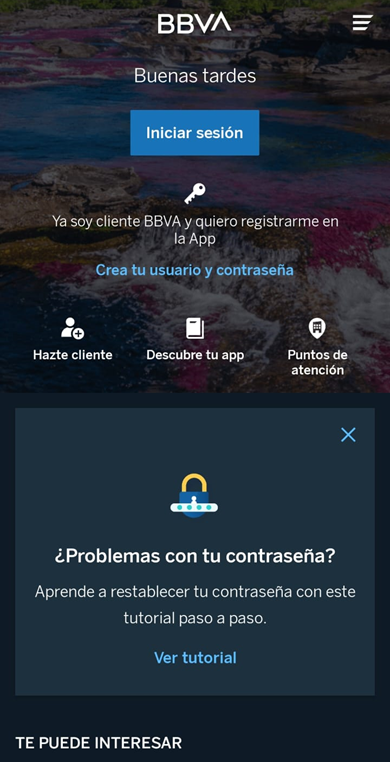 BBVA
Buenas tardes
Iniciar sesión
Ya soy cliente BBVA y quiero registrarme en
la App
Crea tu usuario y contraseña
Hazte cliente
Descubre tu app
Puntos de
atención
¿Problemas con tu contraseña?
Aprende a restablecer tu contraseña con este
tutorial paso a paso.
Ver tutorial
TE PUEDE INTERESAR